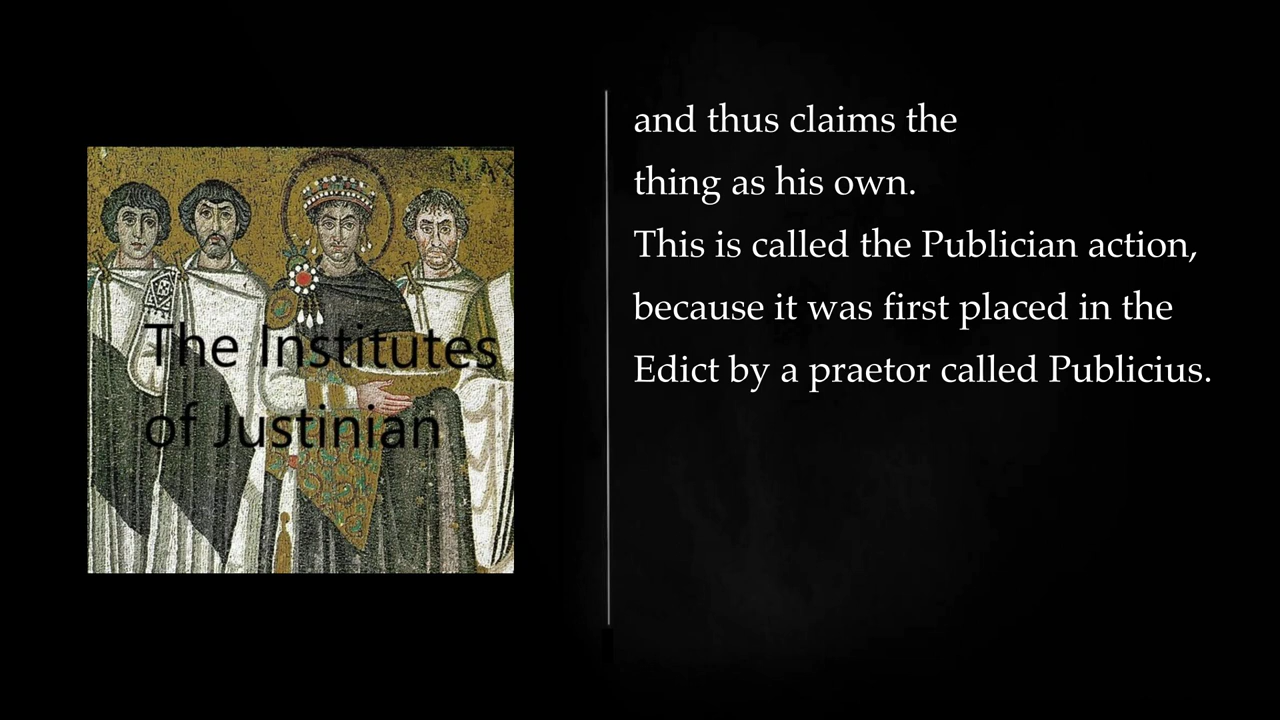 MAX
The Institutes
of Justinian
and thus claims the
thing as his own.
This is called the Publician action,
because it was first placed in the
Edict by a praetor called Publicius.